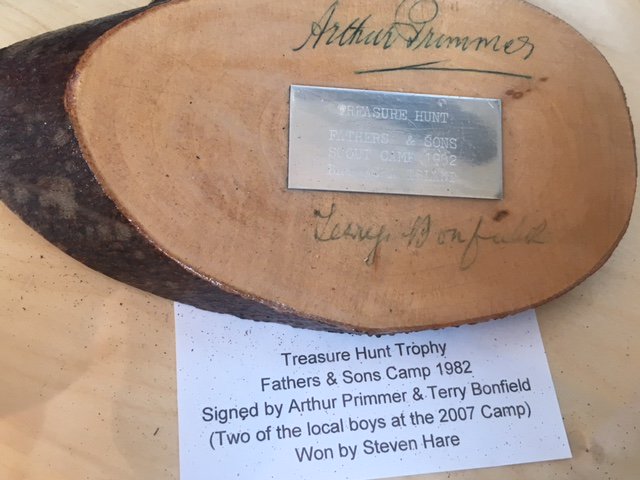 Arthur Primmer
TREASURE HUNT
FATHERS & SONS
SCOUT CAMP 1982
ISLAND
Terry Bonfield
Treasure Hunt Trophy
Fathers & Sons Camp 1982
Signed by Arthur Primmer & Terry Bonfield
(Two of the local boys at the 2007 Camp)
Won by Steven Hare